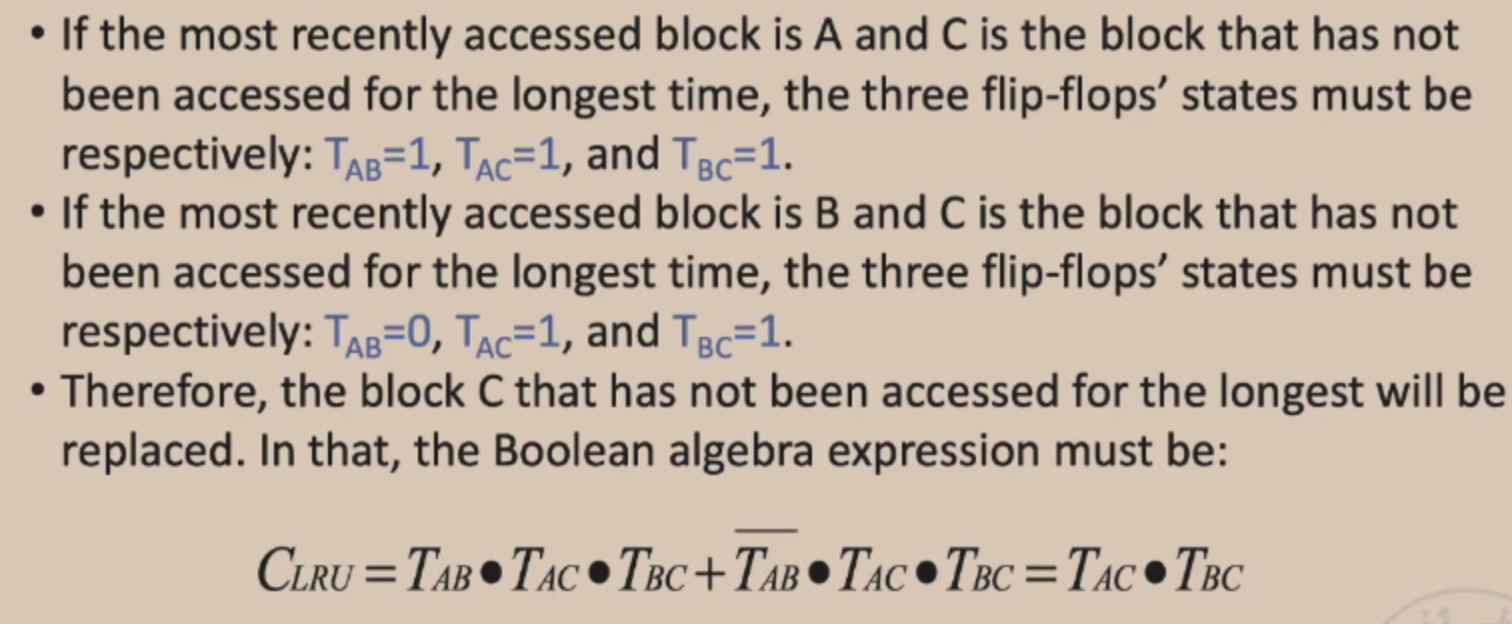 • If the most recently accessed block is A and C is the block that has not
been accessed for the longest time, the three flip-flops’ states must be
respectively: T_AB=1, T_AC=1, and T_BC=1.
• If the most recently accessed block is B and C is the block that has not
been accessed for the longest time, the three flip-flops’ states must be
respectively: T_AB=0, T_AC=1, and T_BC=1.
• Therefore, the block C that has not been accessed for the longest will be
replaced. In that, the Boolean algebra expression must be:
C_LRU = T_AB•T_AC•T_BC + \overline{T_AB}•T_AC•T_BC = T_AC•T_BC